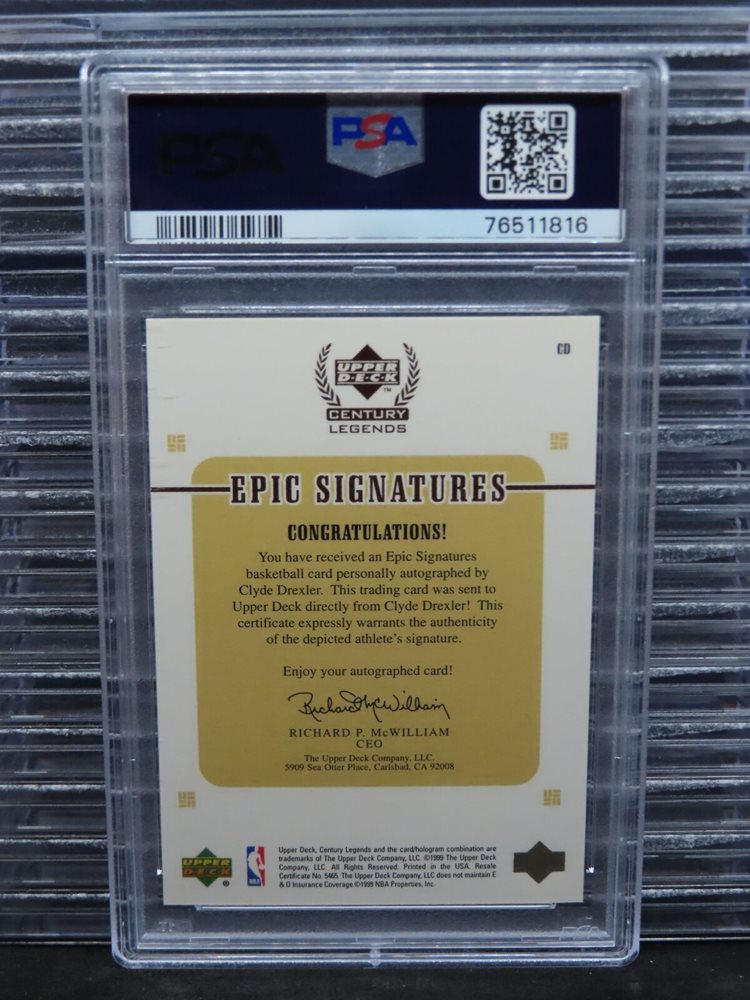 PSA
PSA
76511816
CD
UPPER
D·E·C·K
TM
CENTURY
LEGENDS
EPIC SIGNATURES
CONGRATULATIONS!
You have received an Epic Signatures
basketball card personally autographed by
Clyde Drexler. This trading card was sent to
Upper Deck directly from Clyde Drexler! This
certificate expressly warrants the authenticity
of the depicted athlete's signature.
Enjoy your autographed card!
Richard McWilliam
RICHARD P. McWILLIAM
CEO
The Upper Deck Company, LLC.
5909 Sea Otter Place, Carlsbad, CA 92008
UPPER
DECK
®
NBA
Upper Deck, Century Legends and the card/hologram combination are
trademarks of The Upper Deck Company, LLC. ©1999 The Upper Deck
Company, LLC. All Rights Reserved. Printed in the USA. Resale
Certificate No. 5465. The Upper Deck Company, LLC does not maintain E
& O Insurance Coverage.©1999 NBA Properties, Inc.